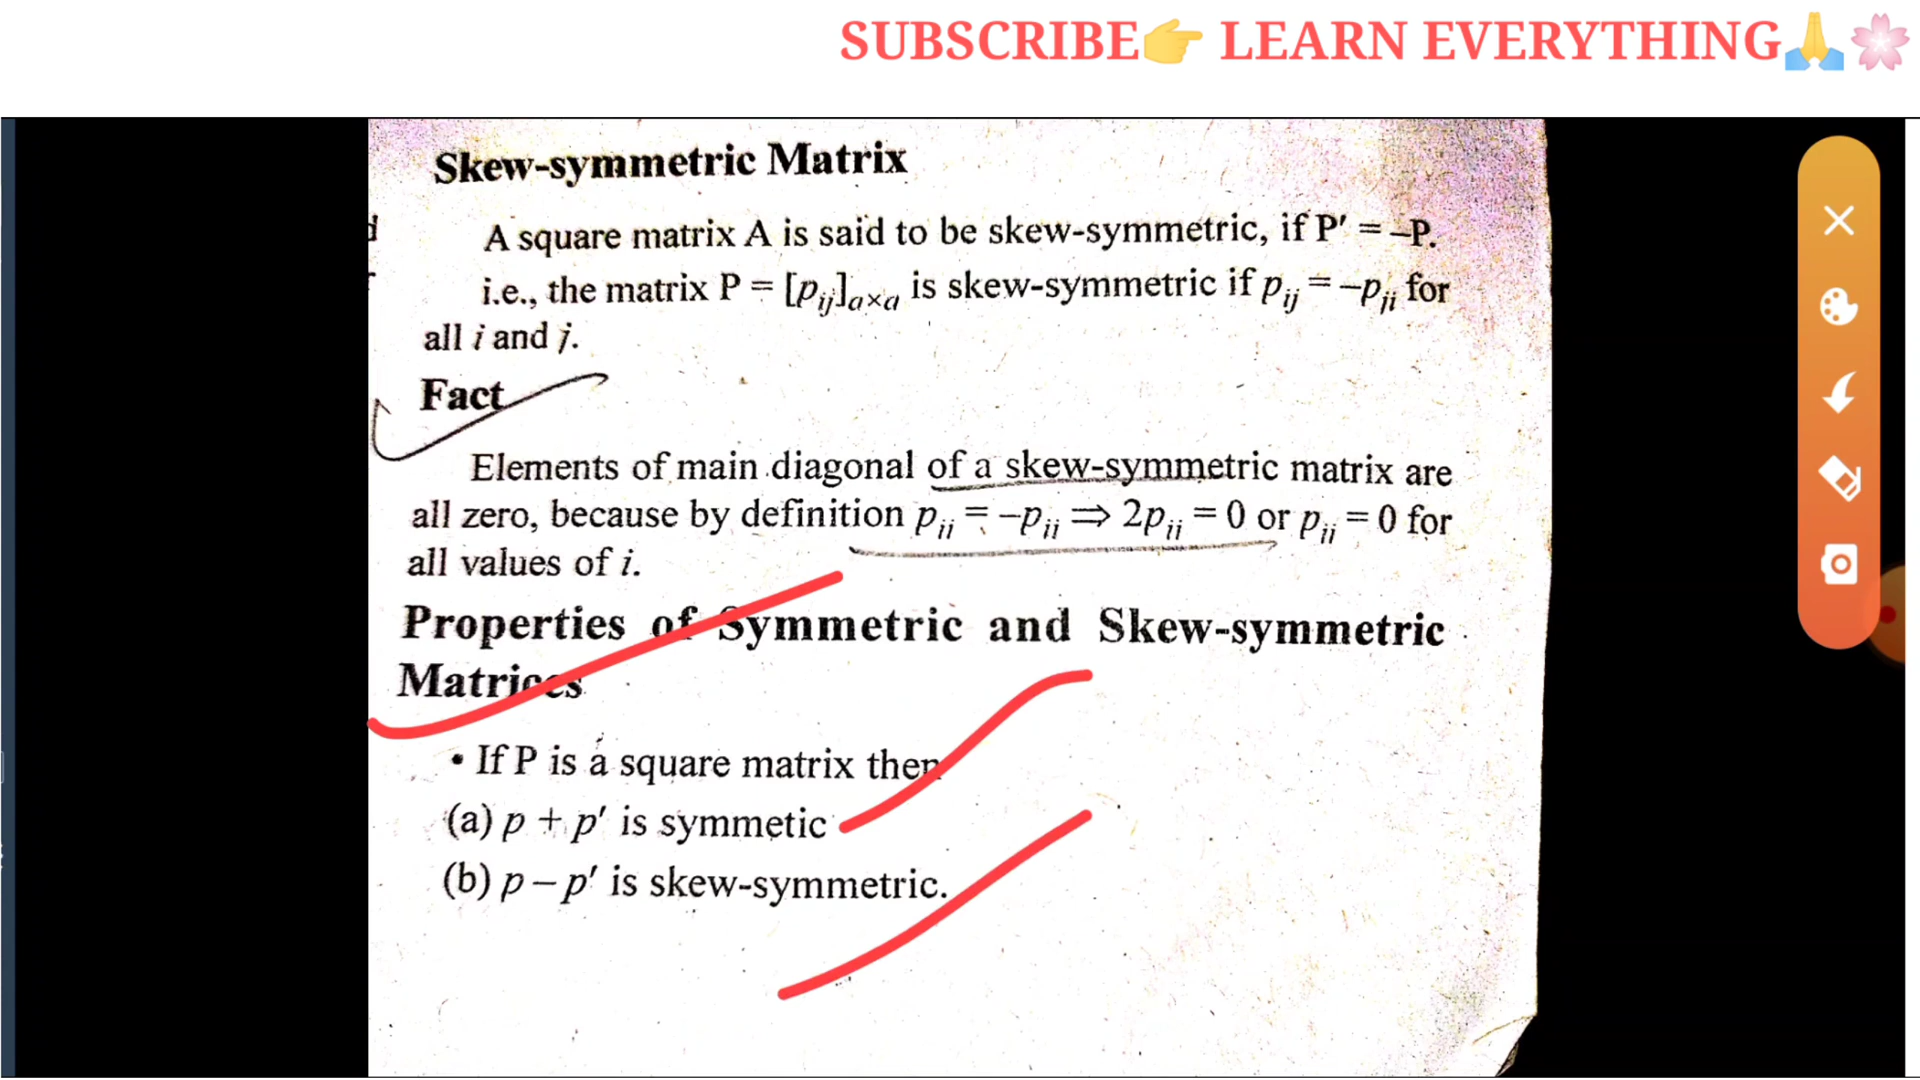 SUBSCRIBE👉 LEARN EVERYTHING🙏🌸
Skew-symmetric Matrix
A square matrix A is said to be skew-symmetric, if P′ = –P.
i.e., the matrix P = [pᵢⱼ]ₐₓₐ is skew-symmetric if pᵢⱼ = –pⱼᵢ for
all i and j.
Fact
Elements of main diagonal of a skew-symmetric matrix are
all zero, because by definition pᵢᵢ = –pᵢᵢ ⇒ 2pᵢᵢ = 0 or pᵢᵢ = 0 for
all values of i.
Properties of Symmetric and Skew-symmetric
Matrices
• If P is a square matrix then
(a) p + p′ is symmetic
(b) p – p′ is skew-symmetric.